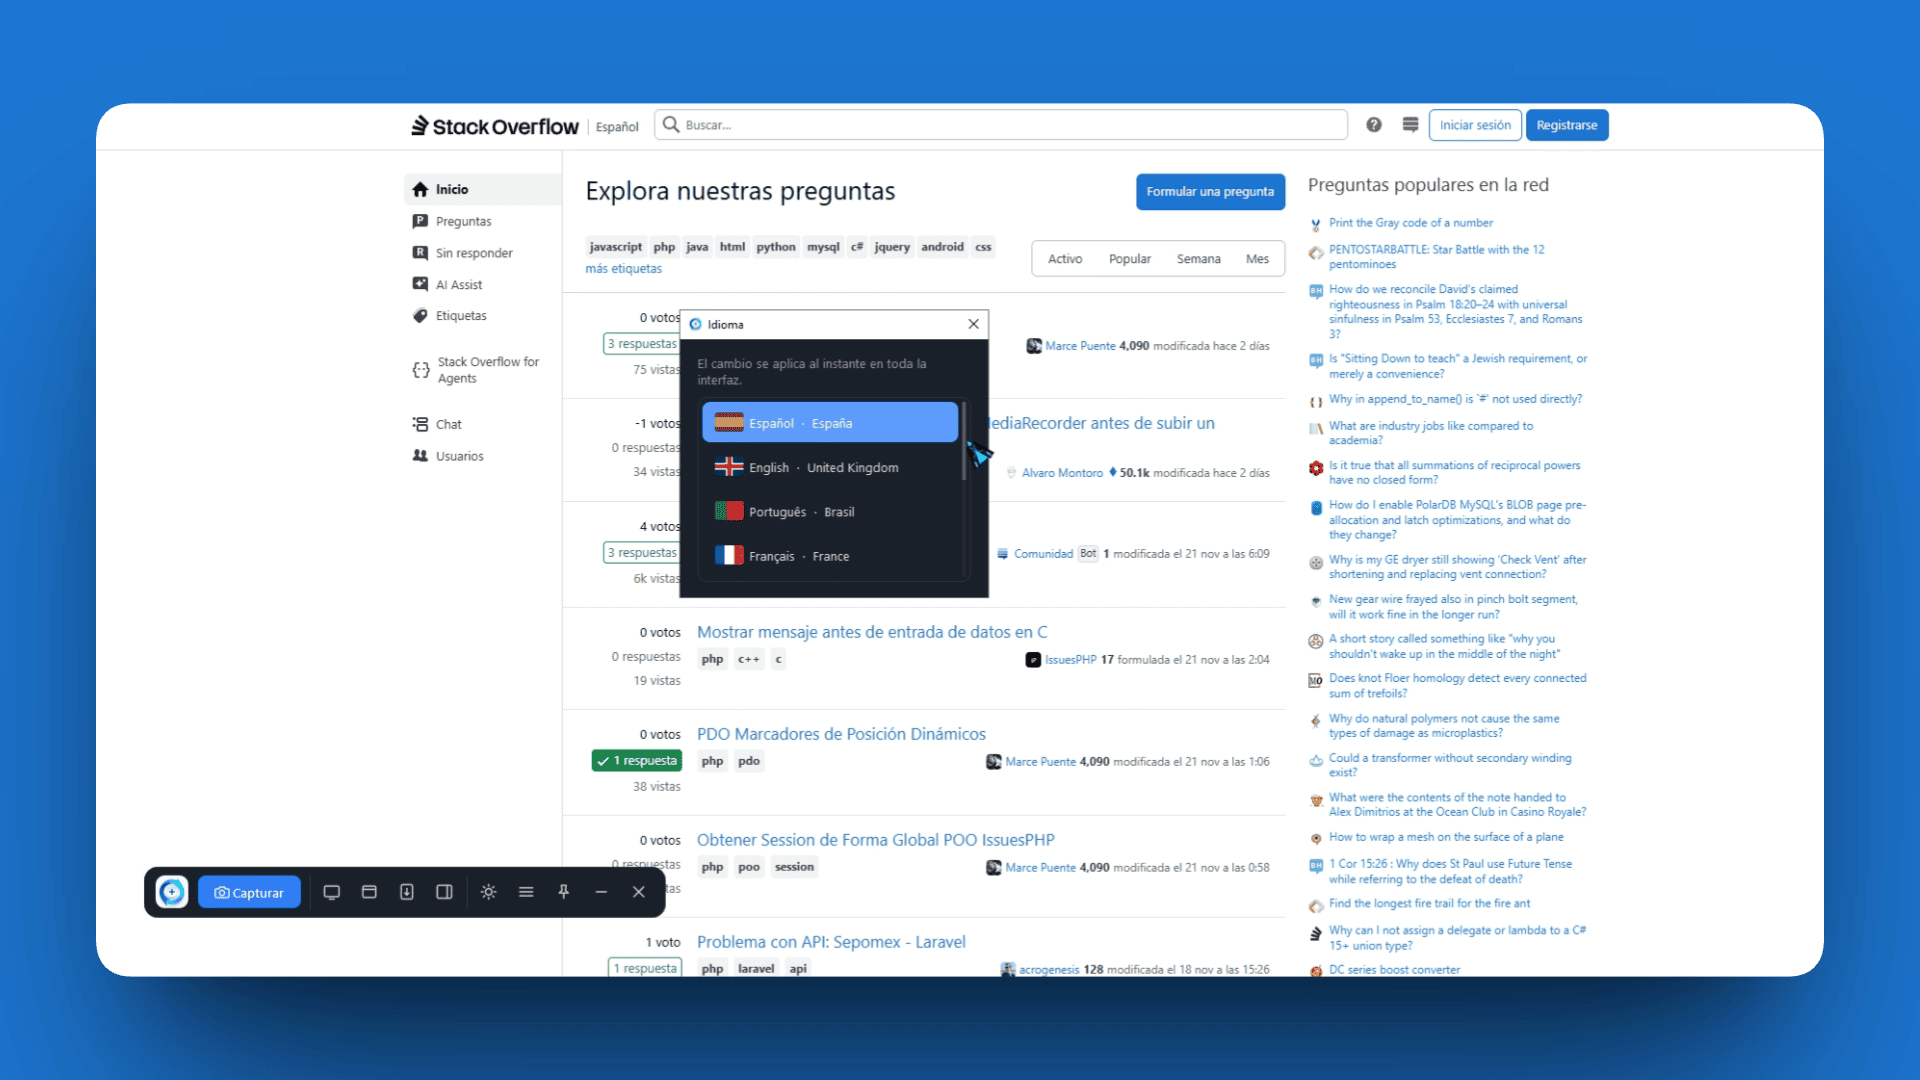 Stack Overflow Español
Buscar...
Iniciar sesión
Registrarse
Inicio
Preguntas
Sin responder
AI Assist
Etiquetas
Stack Overflow for
Agents
Chat
Usuarios
Explora nuestras preguntas
Formular una pregunta
javascript php java html python mysql c# jquery android css
más etiquetas
Activo Popular Semana Mes
0 votos
3 respuestas
75 vistas
Marce Puente 4,090 modificada hace 2 días
-1 votos
0 respuestas
34 vistas
ediaRecorder antes de subir un
Alvaro Montoro 50.1k modificada hace 2 días
4 votos
3 respuestas
6k vistas
Comunidad Bot 1 modificada el 21 nov a las 6:09
Idioma
El cambio se aplica al instante en toda la
interfaz.
Español · España
English · United Kingdom
Português · Brasil
Français · France
0 votos
0 respuestas
19 vistas
Mostrar mensaje antes de entrada de datos en C
php c++ c
IssuesPHP 17 formulada el 21 nov a las 2:04
0 votos
1 respuesta
38 vistas
PDO Marcadores de Posición Dinámicos
php pdo
Marce Puente 4,090 modificada el 21 nov a las 1:06
0 votos
0 respuestas
tas
Obtener Session de Forma Global POO IssuesPHP
php poo session
Marce Puente 4,090 modificada el 21 nov a las 0:58
1 voto
1 respuesta
Problema con API: Sepomex - Laravel
php laravel api
acrogenesis 128 modificada el 18 nov a las 15:26
Capturar
Preguntas populares en la red
Print the Gray code of a number
PENTOSTARBATTLE: Star Battle with the 12
pentominoes
How do we reconcile David's claimed
righteousness in Psalm 18:20–24 with universal
sinfulness in Psalm 53, Ecclesiastes 7, and Romans
3?
Is "Sitting Down to teach" a Jewish requirement, or
merely a convenience?
Why in append_to_name() is `#' not used directly?
What are industry jobs like compared to
academia?
Is it true that all summations of reciprocal powers
have no closed form?
How do I enable PolarDB MySQL's BLOB page pre-
allocation and latch optimizations, and what do
they change?
Why is my GE dryer still showing 'Check Vent' after
shortening and replacing vent connection?
New gear wire frayed also in pinch bolt segment,
will it work fine in the longer run?
A short story called something like "why you
shouldn't wake up in the middle of the night"
Does knot Floer homology detect every connected
sum of trefoils?
Why do natural polymers not cause the same
types of damage as microplastics?
Could a transformer without secondary winding
exist?
What were the contents of the note handed to
Alex Dimitrios at the Ocean Club in Casino Royale?
How to wrap a mesh on the surface of a plane
1 Cor 15:26 : Why does St Paul use Future Tense
while referring to the defeat of death?
Find the longest fire trail for the fire ant
Why can I not assign a delegate or lambda to a C#
15+ union type?
DC series boost converter